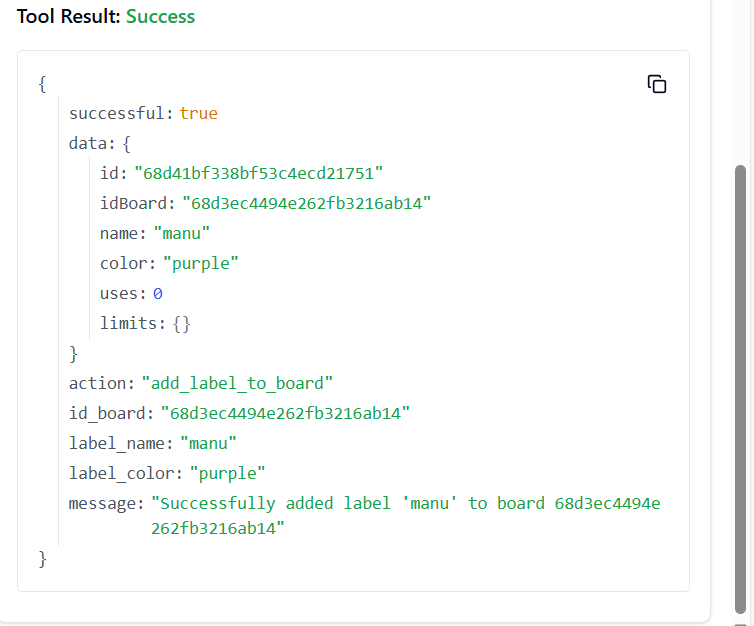 Tool Result: Success
{
successful: true
data: {
id: "68d41bf338bf53c4ecd21751"
idBoard: "68d3ec4494e262fb3216ab14"
name: "manu"
color: "purple"
uses: 0
limits: {}
}
action: "add_label_to_board"
id_board: "68d3ec4494e262fb3216ab14"
label_name: "manu"
label_color: "purple"
message: "Successfully added label 'manu' to board 68d3ec4494e
262fb3216ab14"
}